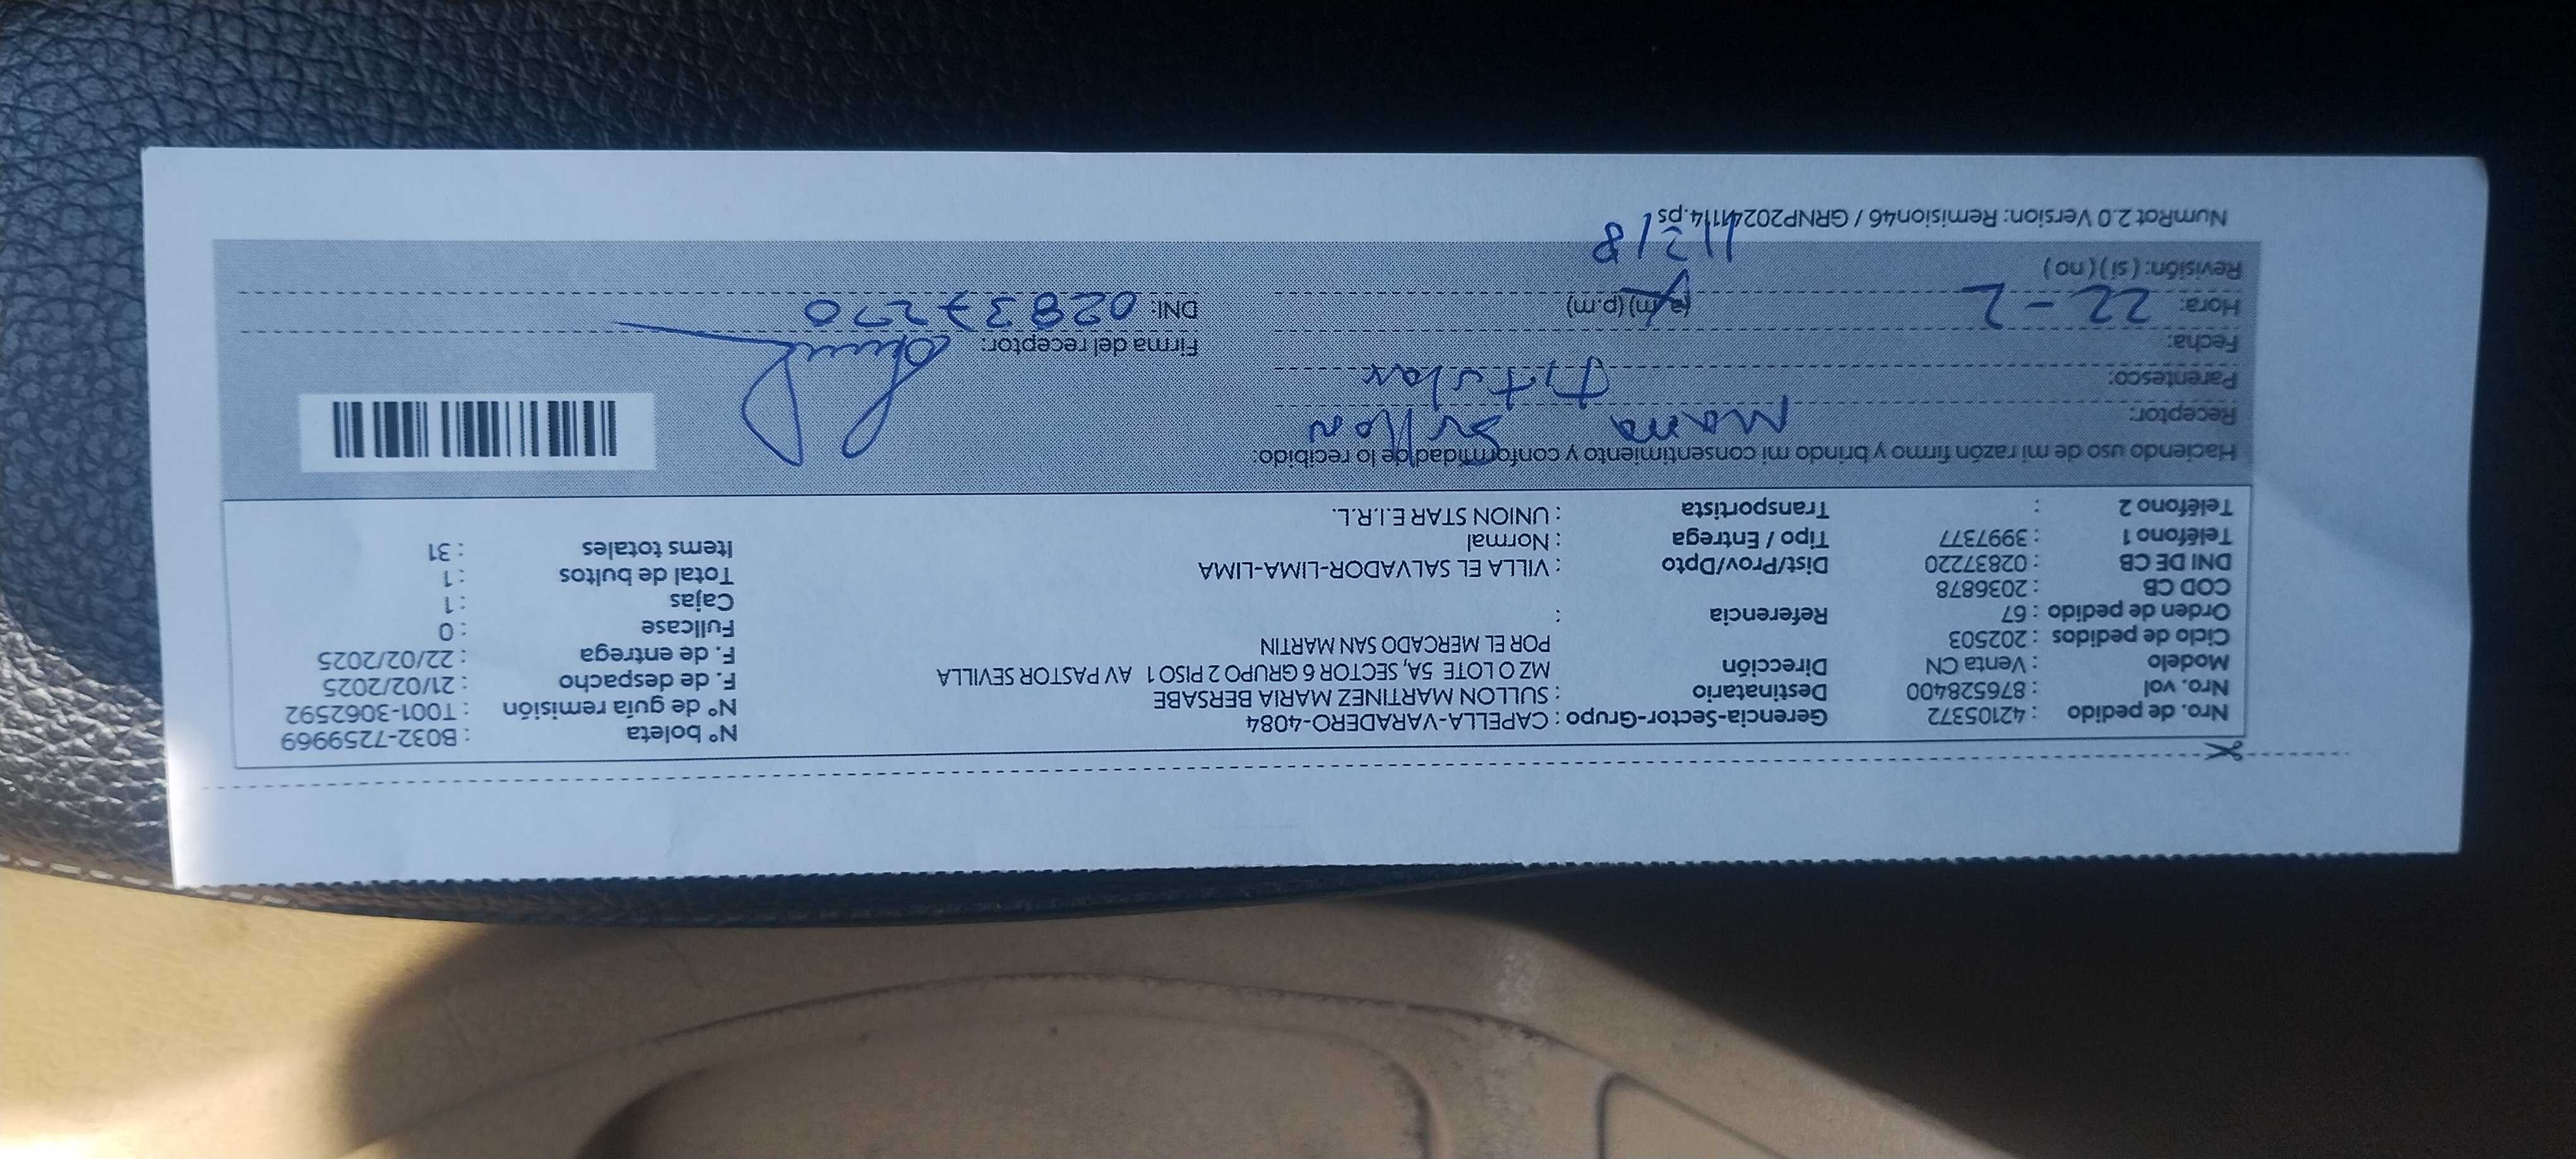 Nro. de pedido : 42105372 Gerencia-Sector-Grupo : CAPELLA-VARADERO-4084 N° boleta : B032-7259969
Nro. vol : 876528400 Destinatario : SULLON MARTINEZ MARIA BERSABE N° de guía remisión : T001-3062592
Modelo : Venta CN Dirección MZ O LOTE 5A, SECTOR 6 GRUPO 2 PISO 1 AV PASTOR SEVILLA F. de despacho : 21/02/2025
Ciclo de pedidos : 202503 POR EL MERCADO SAN MARTIN F. de entrega : 22/02/2025
Orden de pedido : 67 Referencia : Fullcase : 0
COD CB : 2036878 Cajas : 1
DNI DE CB : 02837220 Dist/Prov/Dpto : VILLA EL SALVADOR-LIMA-LIMA Total de bultos : 1
Teléfono 1 : 3997377 Tipo / Entrega : Normal Items totales : 31
Teléfono 2 : Transportista : UNION STAR E.I.R.L.
Haciendo uso de mi razón firmo y brindo mi consentimiento y conformidad de lo recibido:
Receptor: Maria Sullon
Parentesco: Titular
Fecha: Firma del receptor:
Hora: 22-2 (a.m) (p.m) DNI: 02837220
Revisión: ( si ) ( no )
11:218
NumRot 2.0 Version: Remision46 / GRNP20241114.ps